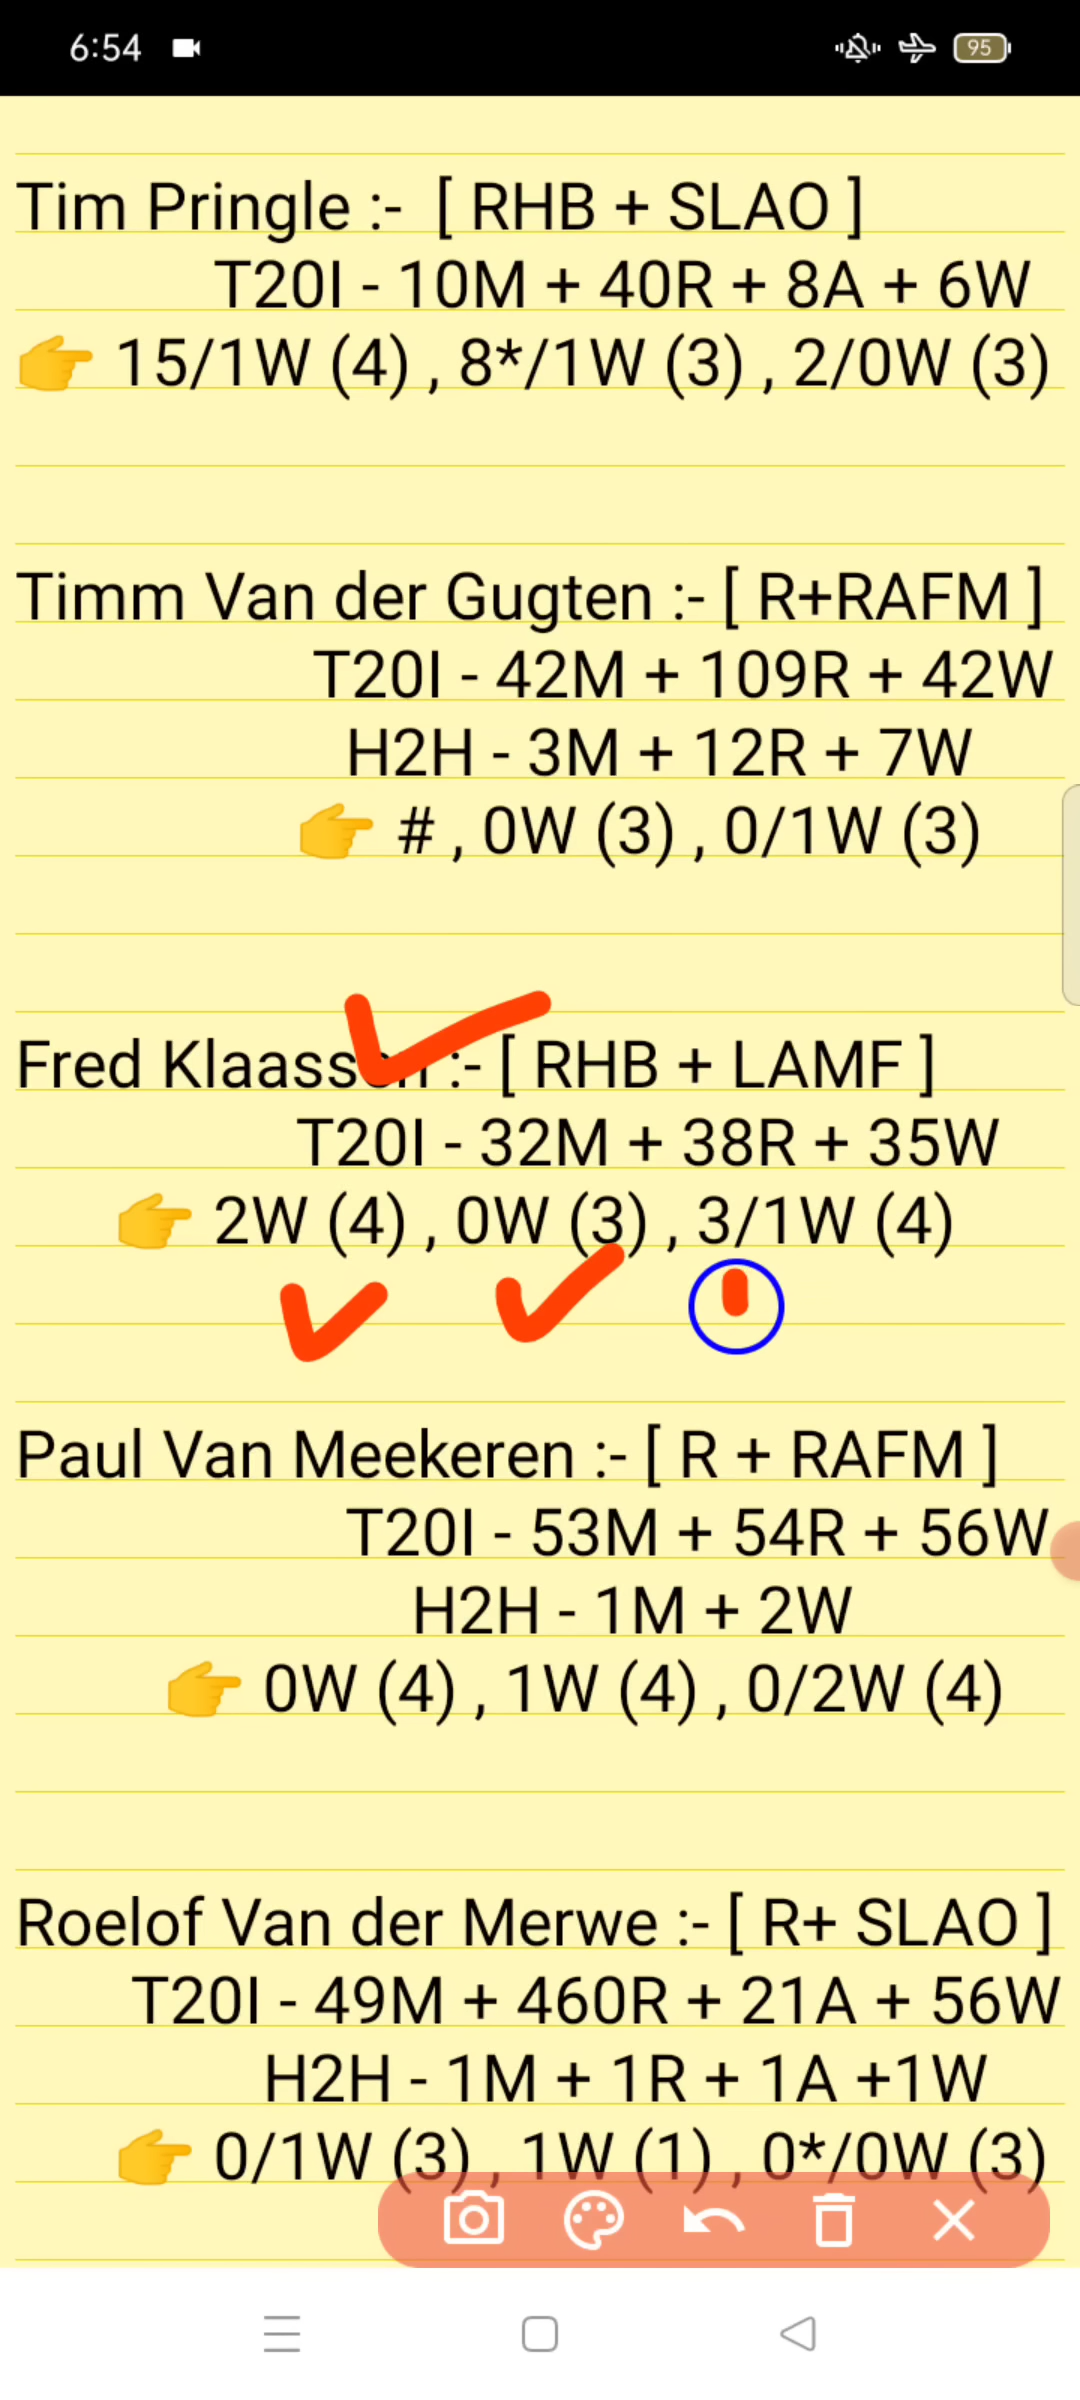 6:54
95
Tim Pringle :- [ RHB + SLAO ]
T20I - 10M + 40R + 8A + 6W
👉 15/1W (4) , 8*/1W (3) , 2/0W (3)
Timm Van der Gugten :- [ R+RAFM ]
T20I - 42M + 109R + 42W
H2H - 3M + 12R + 7W
👉 # , 0W (3) , 0/1W (3)
Fred Klaassen :- [ RHB + LAMF ]
T20I - 32M + 38R + 35W
👉 2W (4) , 0W (3) , 3/1W (4)
Paul Van Meekeren :- [ R + RAFM ]
T20I - 53M + 54R + 56W
H2H - 1M + 2W
👉 0W (4) , 1W (4) , 0/2W (4)
Roelof Van der Merwe :- [ R+ SLAO ]
T20I - 49M + 460R + 21A + 56W
H2H - 1M + 1R + 1A +1W
👉 0/1W (3) , 1W (1) , 0*/0W (3)